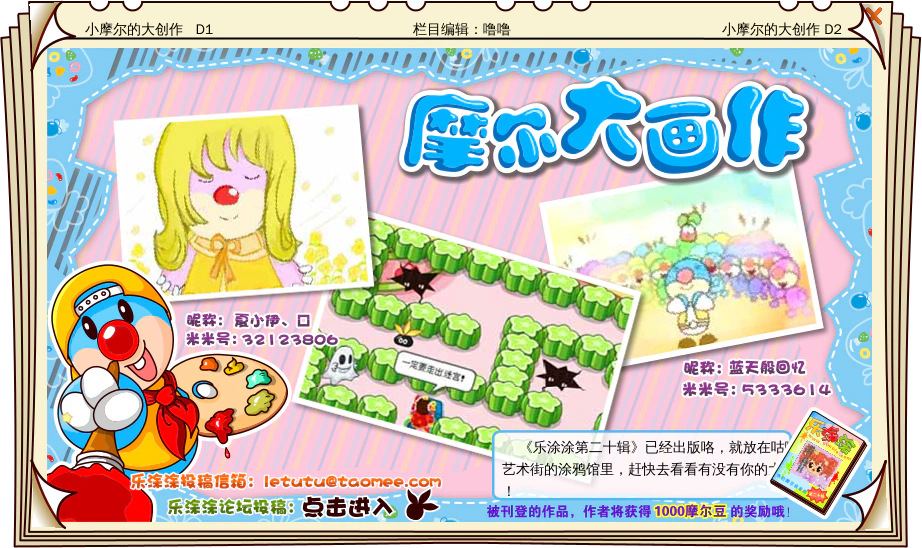 小摩尔的大创作 D1
栏目编辑：噜噜
小摩尔的大创作 D2
摩尔大画作
昵称：夏小伊、口
米米号：32123806
一定要走出迷宫！
昵称：蓝天般回忆
米米号：5333614
《乐涂涂第二十辑》已经出版咯，就放在咕
艺术街的涂鸦馆里，赶快去看看有没有你的
！
乐涂涂
乐涂涂投稿信箱：letutu@taomee.com
乐涂涂论坛投稿：点击进入
被刊登的作品，作者将获得 1000摩尔豆 的奖励哦！